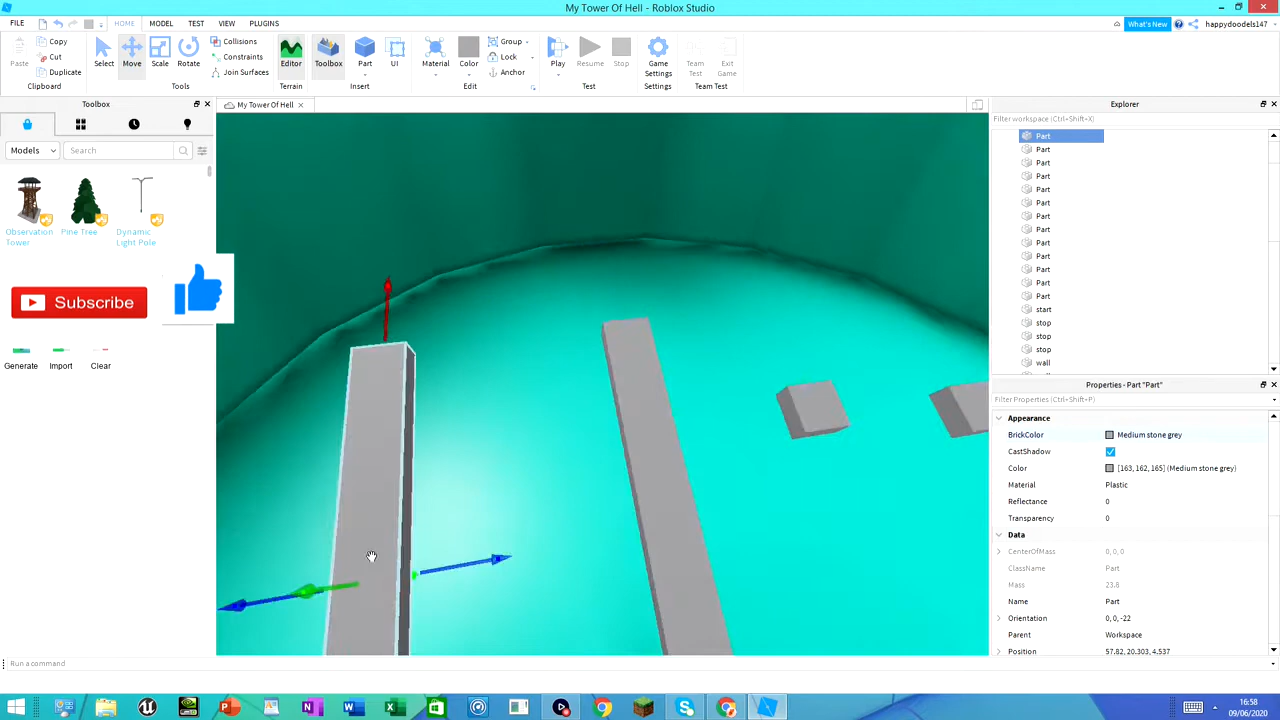 My Tower Of Hell - Roblox Studio
FILE HOME MODEL TEST VIEW PLUGINS What's New happydoodels147
Paste Copy Cut Duplicate Clipboard
Select Move Scale Rotate Collisions Constraints Join Surfaces Tools
Editor Terrain
Toolbox Part UI Insert
Material Color Group Lock Anchor Edit
Play Resume Stop Test
Game Settings Settings
Team Test Exit Game Team Test
Toolbox
My Tower Of Hell
Explorer
Filter workspace (Ctrl+Shift+X)
Models Search
Observation Tower
Pine Tree
Dynamic Light Pole
Subscribe
Generate Import Clear
Part
Part
Part
Part
Part
Part
Part
Part
Part
Part
Part
Part
Part
start
stop
stop
stop
wall
Properties - Part "Part"
Filter Properties (Ctrl+Shift+P)
Appearance
BrickColor Medium stone grey
CastShadow
Color [163, 162, 165] (Medium stone grey)
Material Plastic
Reflectance 0
Transparency 0
Data
CenterOfMass 0, 0, 0
ClassName Part
Mass 23.8
Name Part
Orientation 0, 0, -22
Parent Workspace
Position 57.82, 20.303, 4.537
Run a command
16:58
09/06/2020